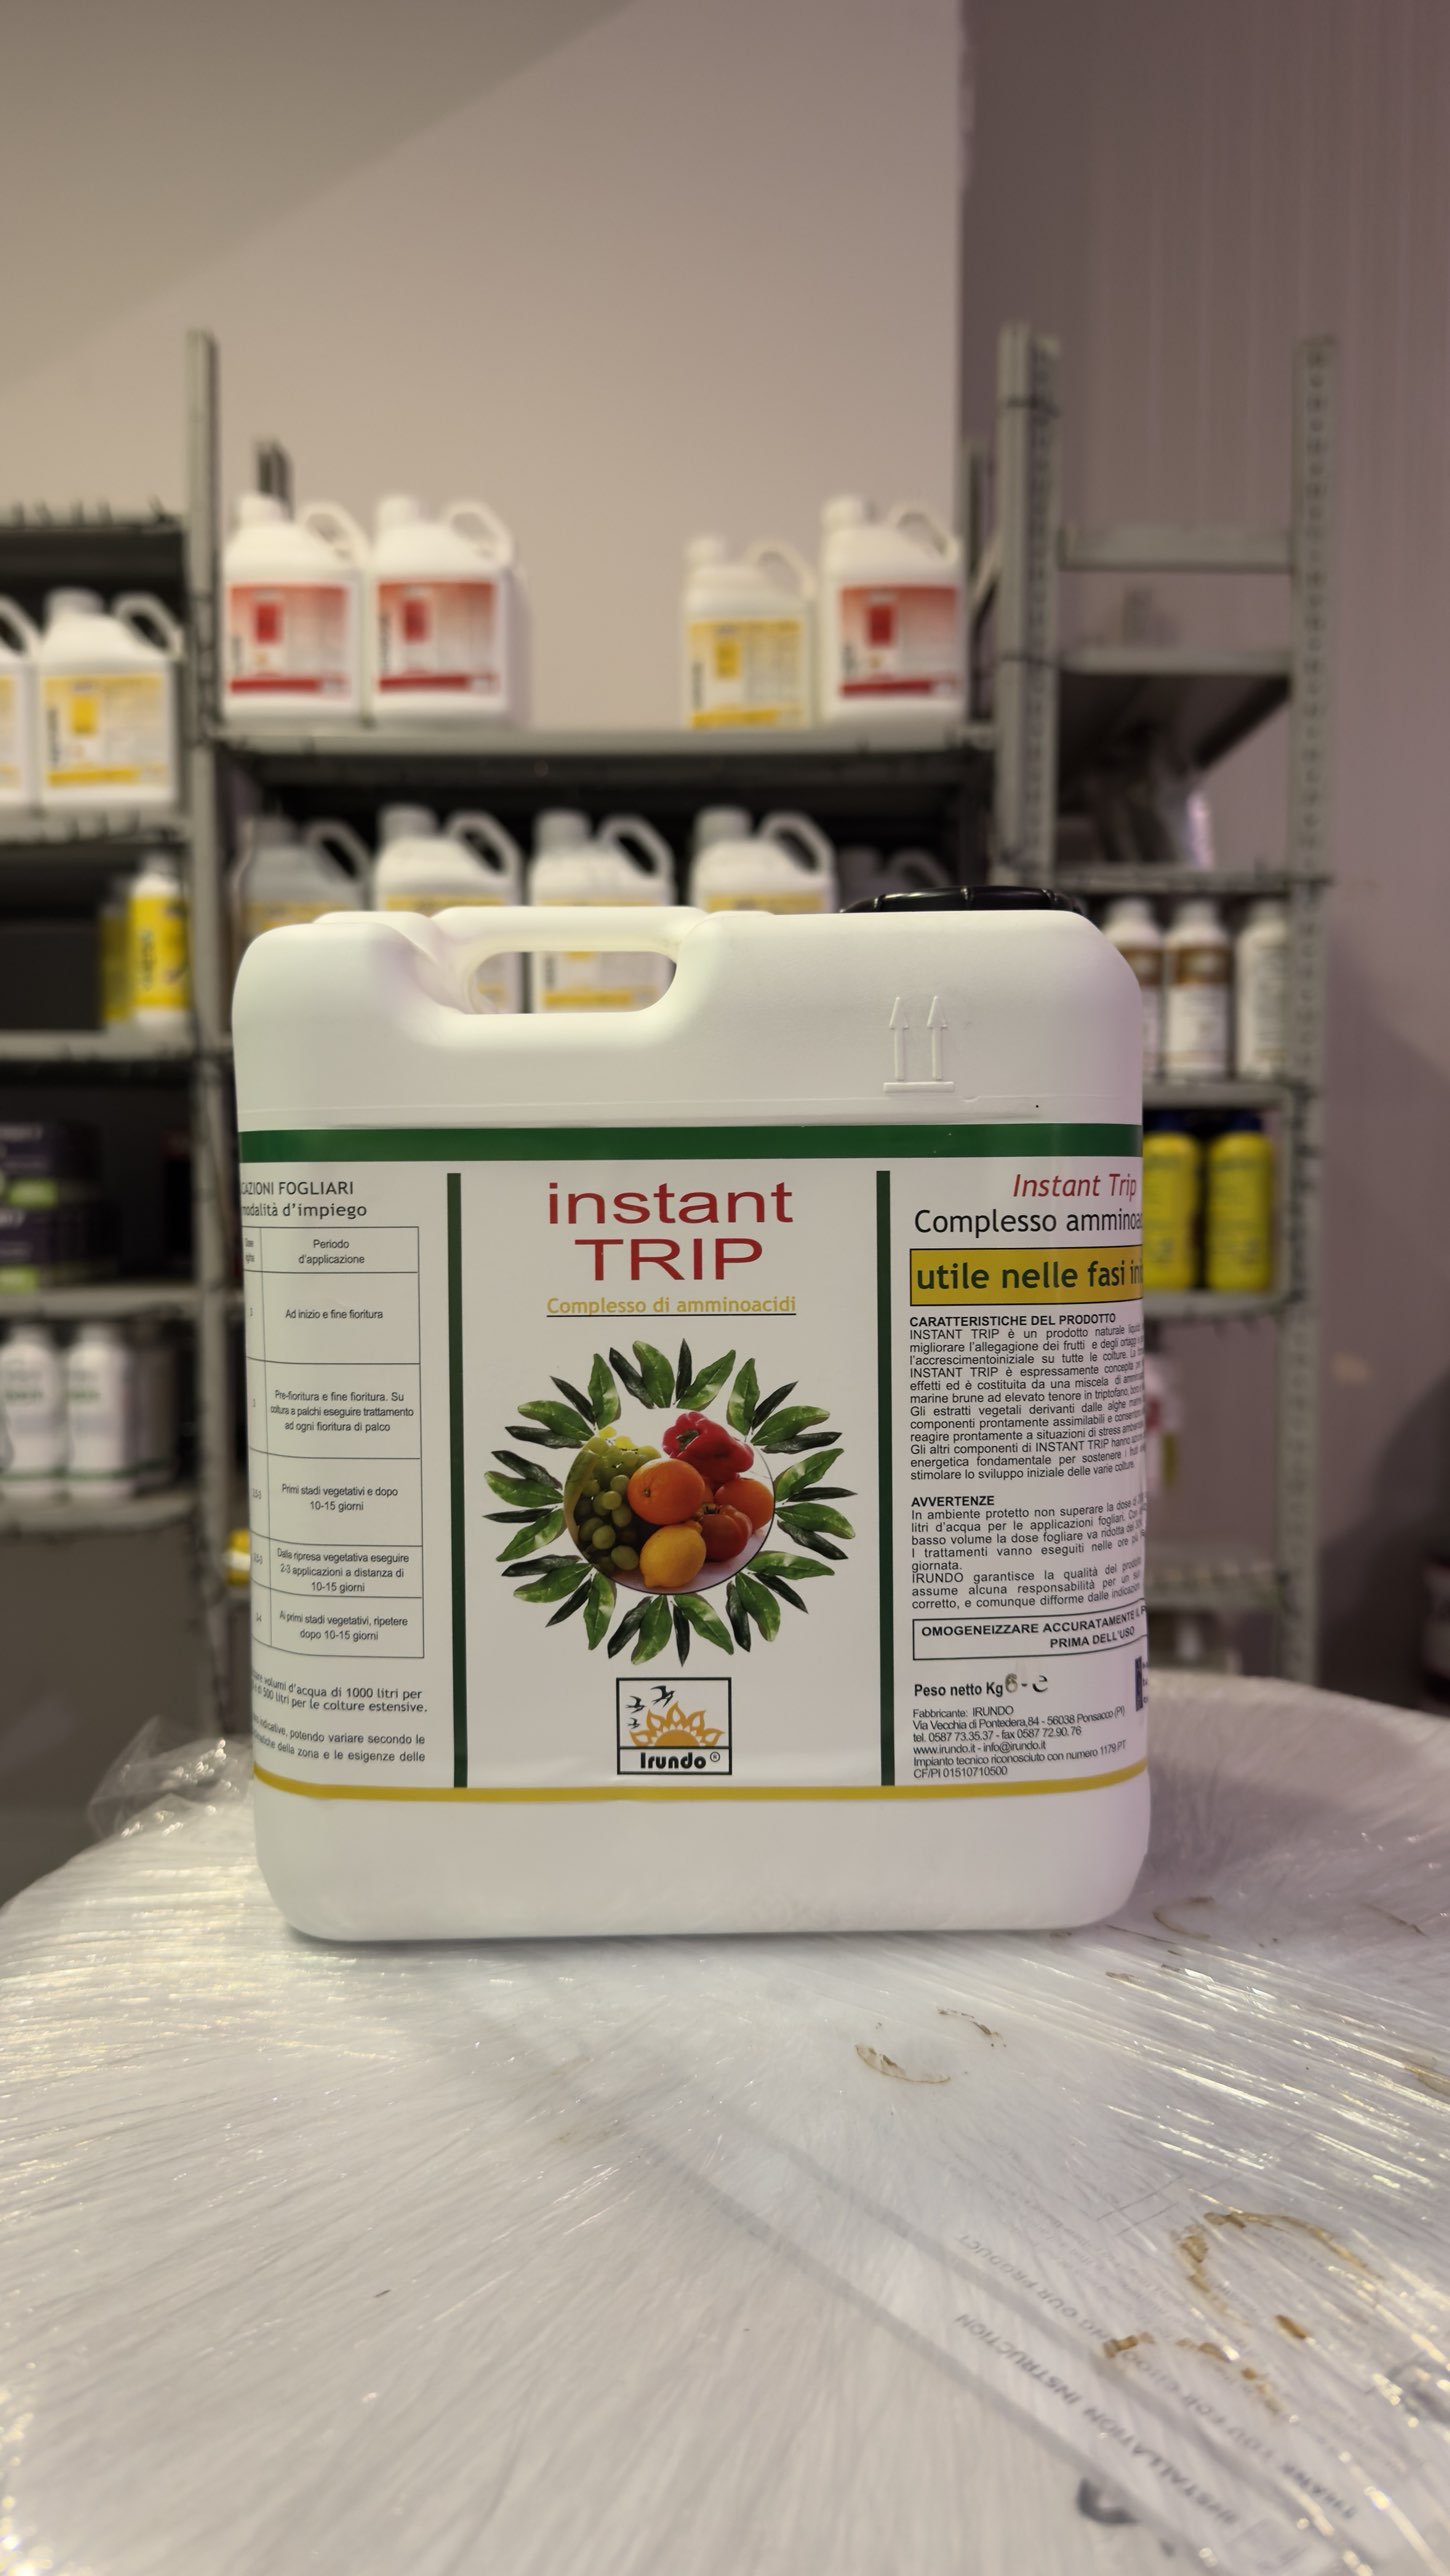 CAZIONI FOGLIARI
modalità d'impiego
Periodo
d'applicazione
Ad inizio e fine fioritura
Pre-fioritura e fine fioritura. Su
coltura a palchi eseguire trattamento
ad ogni fioritura di palco
Primi stadi vegetativi e dopo
10-15 giorni
Dalla ripresa vegetativa eseguire
2-3 applicazioni a distanza di
10-15 giorni
Ai primi stadi vegetativi, ripetere
dopo 10-15 giorni
volumi d'acqua di 1000 litri per
di 500 litri per le colture estensive.
indicative, potendo variare secondo le
della zona e le esigenze delle
instant
TRIP
Complesso di amminoacidi
Irundo®
Instant Trip
Complesso amminoac
utile nelle fasi in
CARATTERISTICHE DEL PRODOTTO
INSTANT TRIP è un prodotto naturale liquido
migliorare l'allegagione dei frutti e degli ortaggi
l'accrescimentoiniziale su tutte le colture. La
INSTANT TRIP è espressamente concepita
effetti ed è costituita da una miscela di
marine brune ad elevato tenore in triptofano,
Gli estratti vegetali derivanti dalle alghe
componenti prontamente assimilabili e
reagire prontamente a situazioni di stress
Gli altri componenti di INSTANT TRIP hanno
energetica fondamentale per sostenere i
stimolare lo sviluppo iniziale delle varie colture.
AVVERTENZE
In ambiente protetto non superare la dose di
litri d'acqua per le applicazioni fogliari.
basso volume la dose fogliare va ridotta del
I trattamenti vanno eseguiti nelle ore più
giornata.
IRUNDO garantisce la qualità del prodotto
assume alcuna responsabilità per un
corretto, e comunque difforme dalle indicazioni
OMOGENEIZZARE ACCURATAMENTE IL P
PRIMA DELL'USO
Peso netto Kg 6- e
Fabbricante: IRUNDO
Via Vecchia di Pontedera,84 - 56038 Ponsacco (PI)
tel. 0587 73.35.37 - fax 0587 72.90.76
www.irundo.it - info@irundo.it
Impianto tecnico riconosciuto con numero 1179 PT
CF/PI 01510710500
INSTALLATION INSTRUCTION